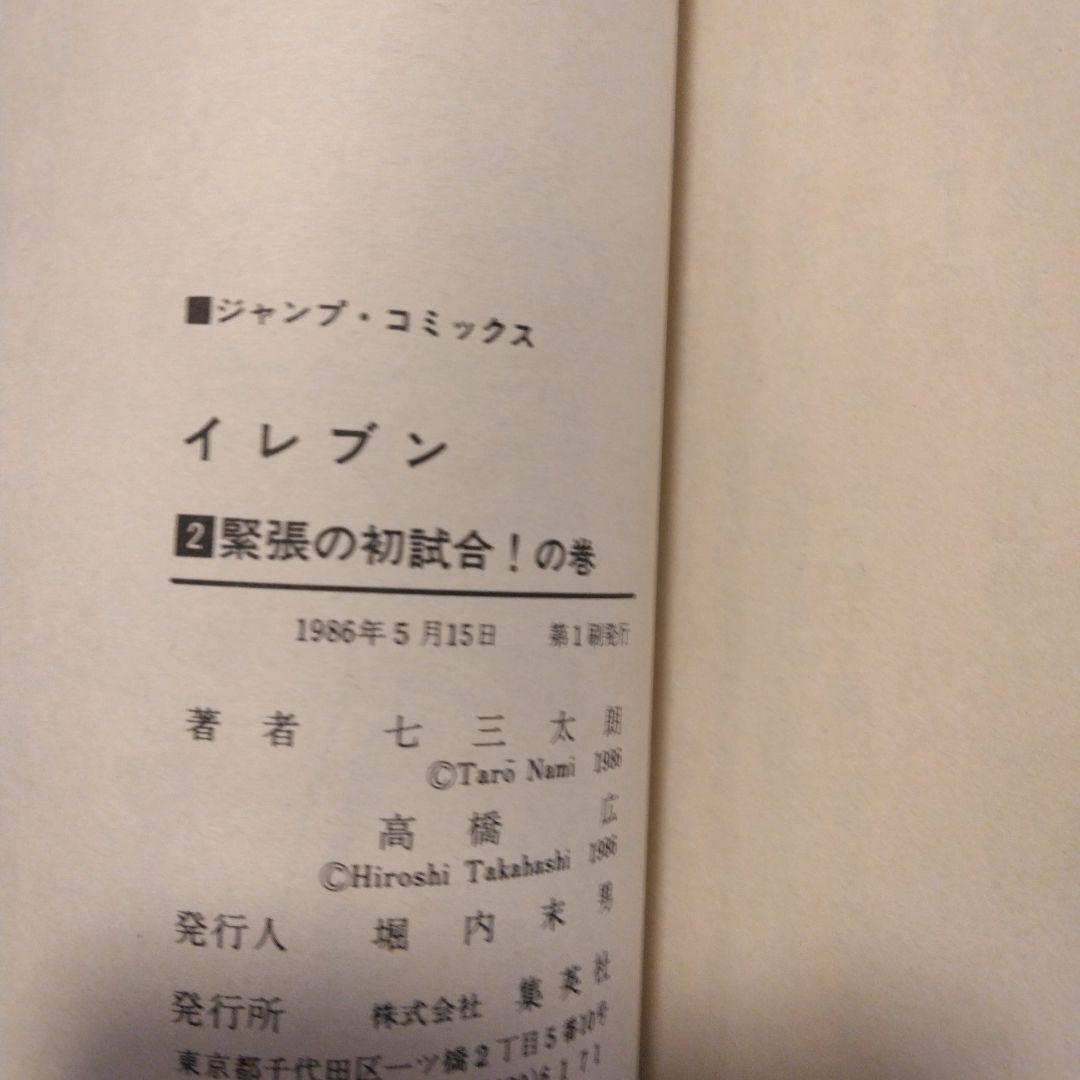 ■ジャンプ・コミックス
イレブン
2緊張の初試合！の巻
1986年5月15日 第1刷発行
著者 七三太朗
©Tarō Nami 1986
高橋広
©Hiroshi Takahashi 1986
発行人 堀内末男
発行所 株式会社 集英社
東京都千代田区一ツ橋2丁目5番10号